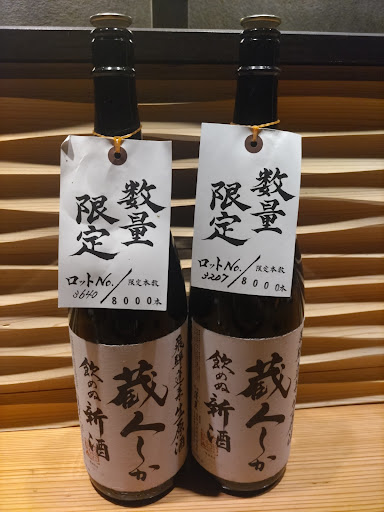 数量
限定
ロットNo.
3640
限定本数
8000本
蔵人しか
飲めぬ新酒
数量
限定
ロットNo.
3207
限定本数
8000本
蔵人しか
飲めぬ新酒